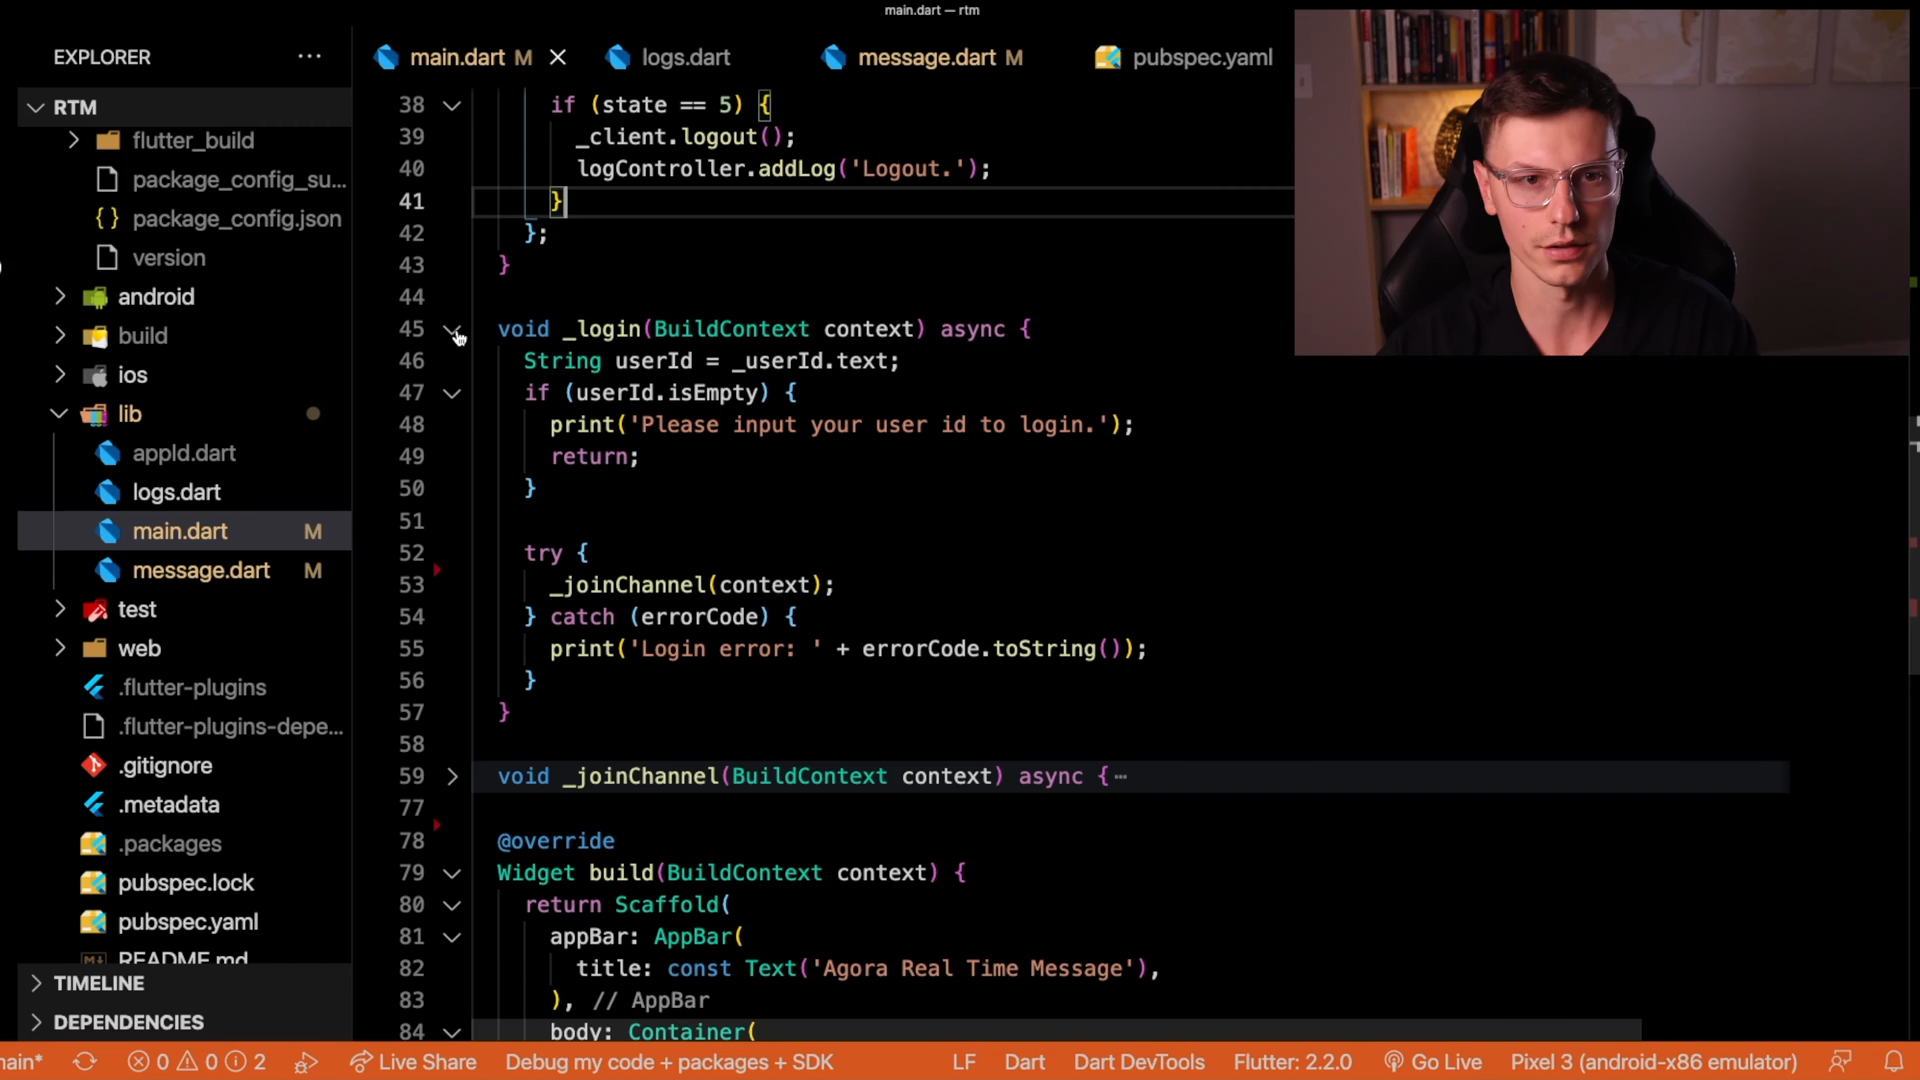 main.dart — rtm
EXPLORER ···
main.dart M
logs.dart
message.dart M
pubspec.yaml
RTM
flutter_build
package_config_su...
package_config.json
version
android
build
ios
lib
appId.dart
logs.dart
main.dart M
message.dart M
test
web
.flutter-plugins
.flutter-plugins-depe...
.gitignore
.metadata
.packages
pubspec.lock
pubspec.yaml
README.md
TIMELINE
DEPENDENCIES
38 if (state == 5) {
39 _client.logout();
40 logController.addLog('Logout.');
41 }
42 };
43 }
44
45 void _login(BuildContext context) async {
46 String userId = _userId.text;
47 if (userId.isEmpty) {
48 print('Please input your user id to login.');
49 return;
50 }
51
52 try {
53 _joinChannel(context);
54 } catch (errorCode) {
55 print('Login error: ' + errorCode.toString());
56 }
57 }
58
59 void _joinChannel(BuildContext context) async {···
77
78 @override
79 Widget build(BuildContext context) {
80 return Scaffold(
81 appBar: AppBar(
82 title: const Text('Agora Real Time Message'),
83 ), // AppBar
84 body: Container(
main* 0 0 2 Live Share Debug my code + packages + SDK LF Dart Dart DevTools Flutter: 2.2.0 Go Live Pixel 3 (android-x86 emulator)